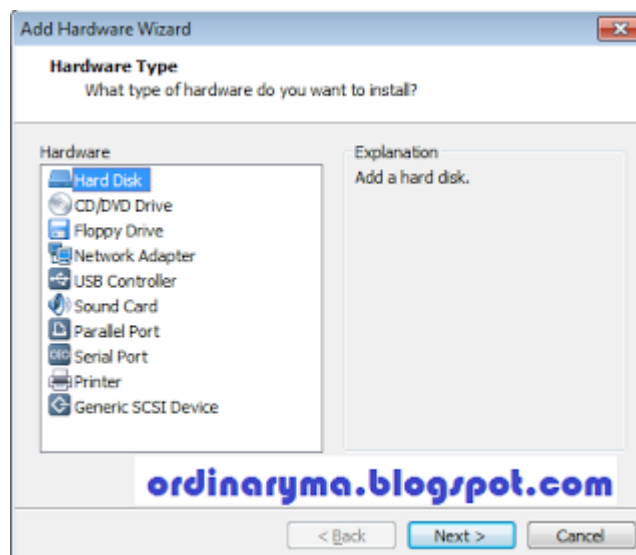 Add Hardware Wizard
Hardware Type
What type of hardware do you want to install?
Hardware
Hard Disk
CD/DVD Drive
Floppy Drive
Network Adapter
USB Controller
Sound Card
Parallel Port
Serial Port
Printer
Generic SCSI Device
Explanation
Add a hard disk.
ordinaryma.blogspot.com
< Back
Next >
Cancel